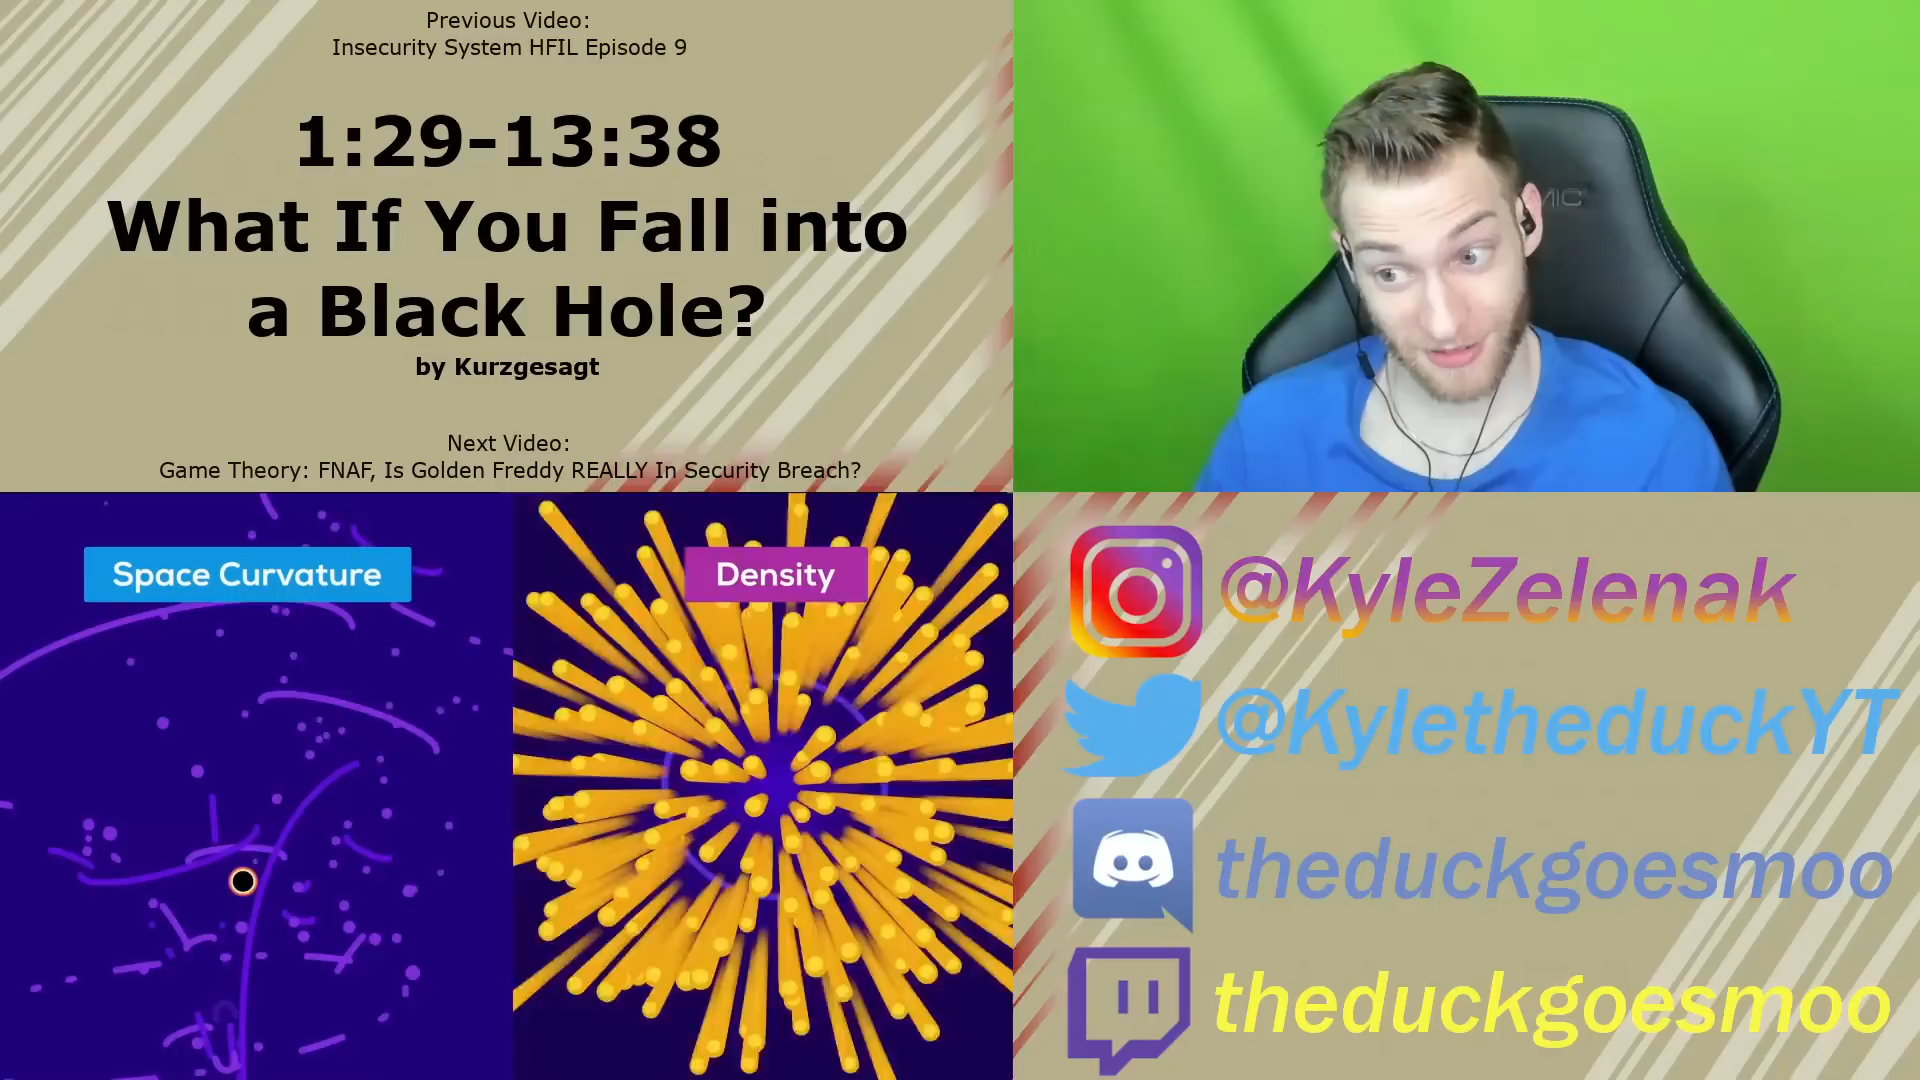 Previous Video:
Insecurity System HFIL Episode 9
1:29-13:38
What If You Fall into
a Black Hole?
by Kurzgesagt
Next Video:
Game Theory: FNAF, Is Golden Freddy REALLY In Security Breach?
Space Curvature
Density
@KyleZelenak
@KyletheduckYT
theduckgoesmoo
theduckgoesmoo